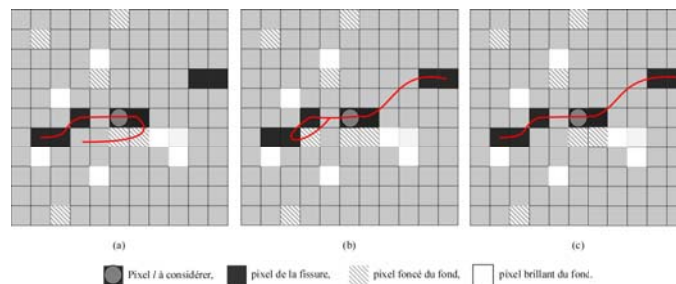 (a) (b) (c)
Pixel I à considérer, pixel de la fissure, pixel foncé du fond, pixel brillant du fond.